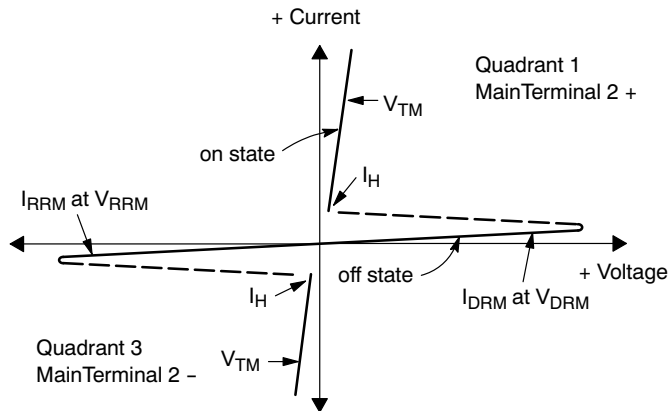 + Current
Quadrant 1
MainTerminal 2 +
VTM
on state
IH
IRRM at VRRM
+ Voltage
off state
IDRM at VDRM
IH
Quadrant 3
MainTerminal 2 –
VTM